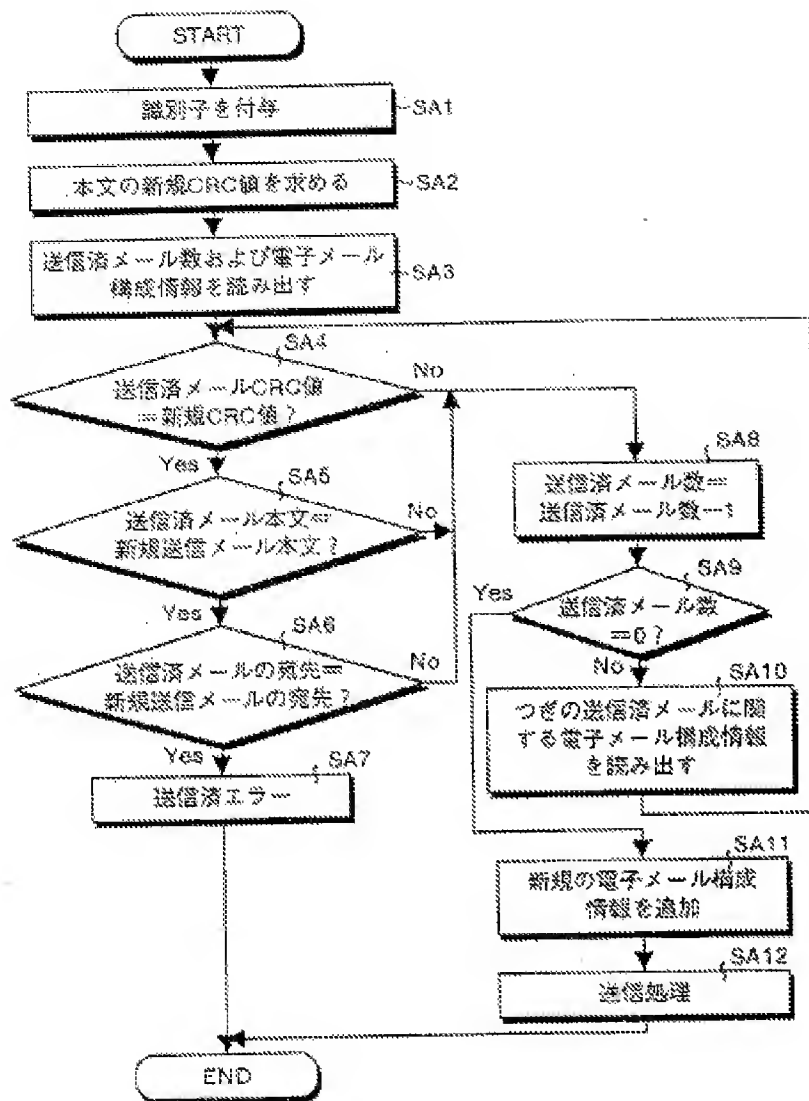 START
識別子を付与
SA1
本文の新規CRC値を求める
SA2
送信済メール数および電子メール
構成情報を読み出す
SA3
SA4
送信済メールCRC値
=新規CRC値?
No
Yes
SA5
送信済メール本文=
新規送信メール本文?
No
Yes
SA6
送信済メールの宛先=
新規送信メールの宛先?
No
Yes
SA7
送信済エラー
SA8
送信済メール数=
送信済メール数-1
SA9
Yes
送信済メール数
=0?
No
SA10
つぎの送信済メールに関
する電子メール構成情報
を読み出す
SA11
新規の電子メール構成
情報を追加
SA12
送信処理
END